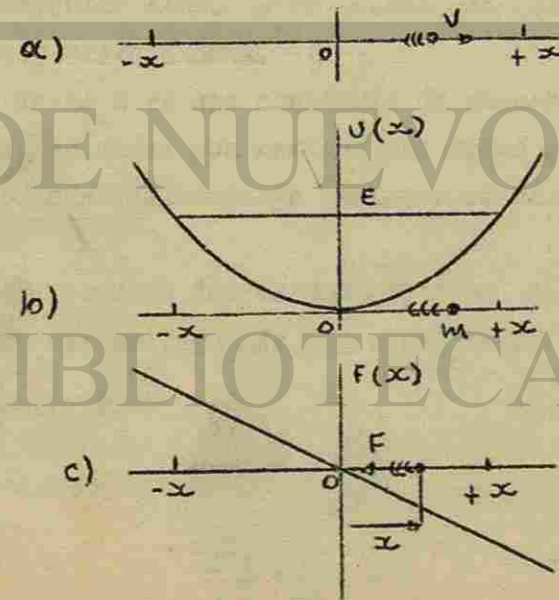 a)
V
-x
0
+x
DE NUEVO
U(x)
E
b)
-x
0
m
+x
BIBLIOTECA
F(x)
F
c)
-x
0
+x
x